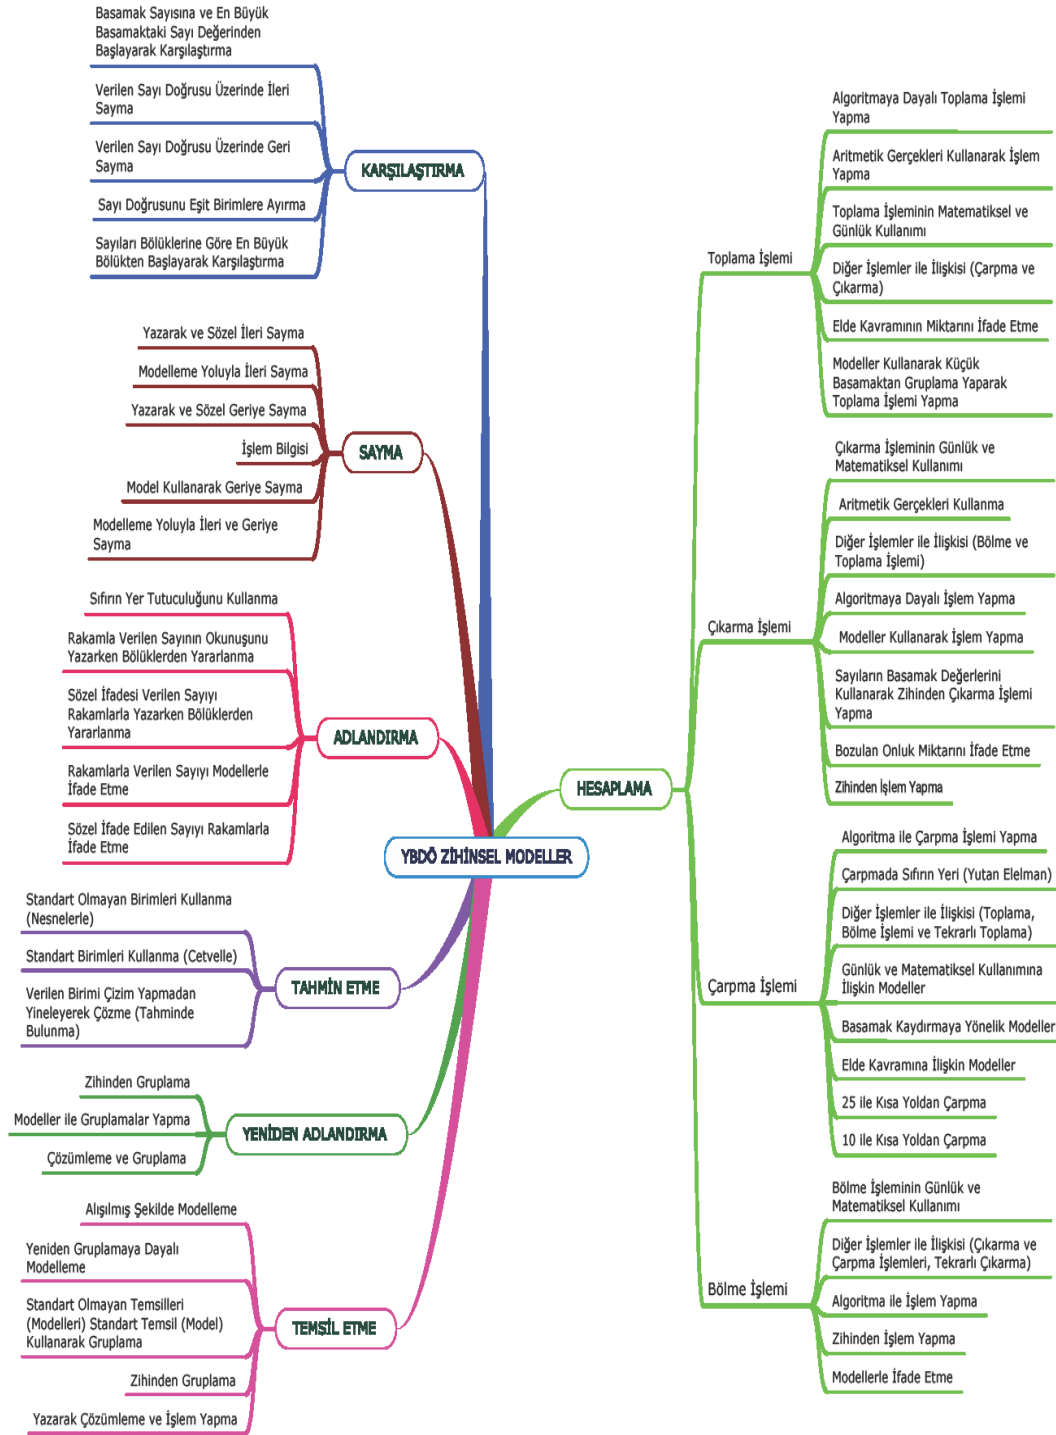 Basamak Sayısına ve En Büyük
Basamaktaki Sayı Değerinden
Başlayarak Karşılaştırma
Verilen Sayı Doğrusu Üzerinde İleri
Sayma
Verilen Sayı Doğrusu Üzerinde Geri
Sayma
Sayı Doğrusunu Eşit Birimlere Ayırma
Sayıları Bölüklerine Göre En Büyük
Bölükten Başlayarak Karşılaştırma
KARŞILAŞTIRMA
Yazarak ve Sözel İleri Sayma
Modelleme Yoluyla İleri Sayma
Yazarak ve Sözel Geriye Sayma
İşlem Bilgisi
Model Kullanarak Geriye Sayma
Modelleme Yoluyla İleri ve Geriye
Sayma
SAYMA
Sıfırın Yer Tutuculuğunu Kullanma
Rakamla Verilen Sayının Okunuşunu
Yazarken Bölüklerden Yararlanma
Sözel İfadesi Verilen Sayıyı
Rakamlarla Yazarken Bölüklerden
Yararlanma
Rakamlarla Verilen Sayıyı Modellerle
İfade Etme
Sözel İfade Edilen Sayıyı Rakamlarla
İfade Etme
ADLANDIRMA
Standart Olmayan Birimleri Kullanma
(Nesnelerle)
Standart Birimleri Kullanma (Cetvelle)
Verilen Birimi Çizim Yapmadan
Yineleyerek Çözme (Tahminde
Bulunma)
TAHMİN ETME
Zihinden Gruplama
Modeller ile Gruplamalar Yapma
Çözümleme ve Gruplama
YENİDEN ADLANDIRMA
Alışılmış Şekilde Modelleme
Yeniden Gruplamaya Dayalı
Modelleme
Standart Olmayan Temsilleri
(Modelleri) Standart Temsil (Model)
Kullanarak Gruplama
Zihinden Gruplama
Yazarak Çözümleme ve İşlem Yapma
TEMSİL ETME
YBDÖ ZİHİNSEL MODELLER
HESAPLAMA
Toplama İşlemi
Algoritmaya Dayalı Toplama İşlemi
Yapma
Aritmetik Gerçekleri Kullanarak İşlem
Yapma
Toplama İşleminin Matematiksel ve
Günlük Kullanımı
Diğer İşlemler ile İlişkisi (Çarpma ve
Çıkarma)
Elde Kavramının Miktarını İfade Etme
Modeller Kullanarak Küçük
Basamaktan Gruplama Yaparak
Toplama İşlemi Yapma
Çıkarma İşlemi
Çıkarma İşleminin Günlük ve
Matematiksel Kullanımı
Aritmetik Gerçekleri Kullanma
Diğer İşlemler ile İlişkisi (Bölme ve
Toplama İşlemi)
Algoritmaya Dayalı İşlem Yapma
Modeller Kullanarak İşlem Yapma
Sayıların Basamak Değerlerini
Kullanarak Zihinden Çıkarma İşlemi
Yapma
Bozulan Onluk Miktarını İfade Etme
Zihinden İşlem Yapma
Çarpma İşlemi
Algoritma ile Çarpma İşlemi Yapma
Çarpmada Sıfırın Yeri (Yutan Elelman)
Diğer İşlemler ile İlişkisi (Toplama,
Bölme İşlemi ve Tekrarlı Toplama)
Günlük ve Matematiksel Kullanımına
İlişkin Modeller
Basamak Kaydırmaya Yönelik Modeller
Elde Kavramına İlişkin Modeller
25 ile Kısa Yoldan Çarpma
10 ile Kısa Yoldan Çarpma
Bölme İşlemi
Bölme İşleminin Günlük ve
Matematiksel Kullanımı
Diğer İşlemler ile İlişkisi (Çıkarma ve
Çarpma İşlemleri, Tekrarlı Çıkarma)
Algoritma ile İşlem Yapma
Zihinden İşlem Yapma
Modellerle İfade Etme